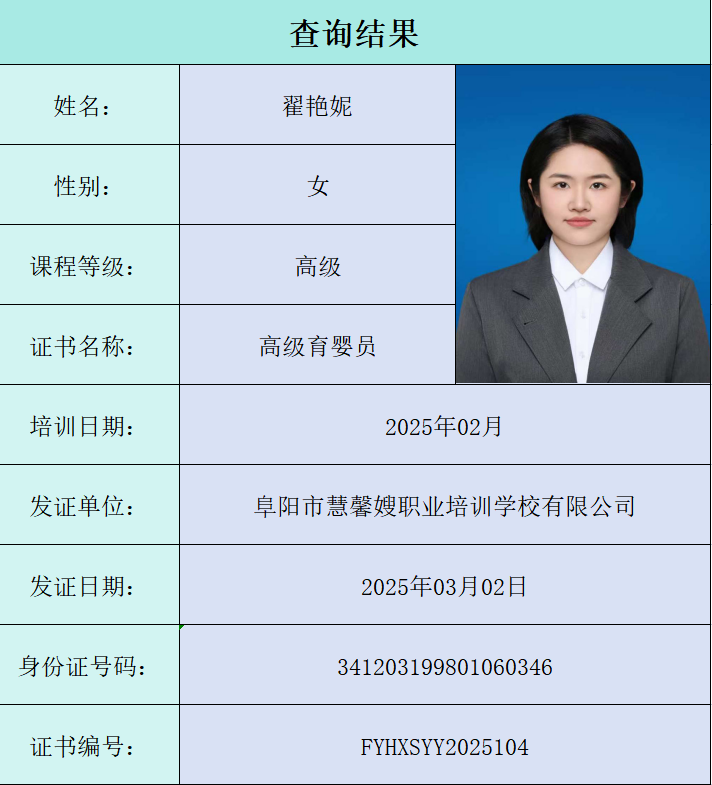 查询结果
姓名： 翟艳妮
性别： 女
课程等级： 高级
证书名称： 高级育婴员
培训日期： 2025年02月
发证单位： 阜阳市慧馨嫂职业培训学校有限公司
发证日期： 2025年03月02日
身份证号码： 341203199801060346
证书编号： FYHXSYY2025104